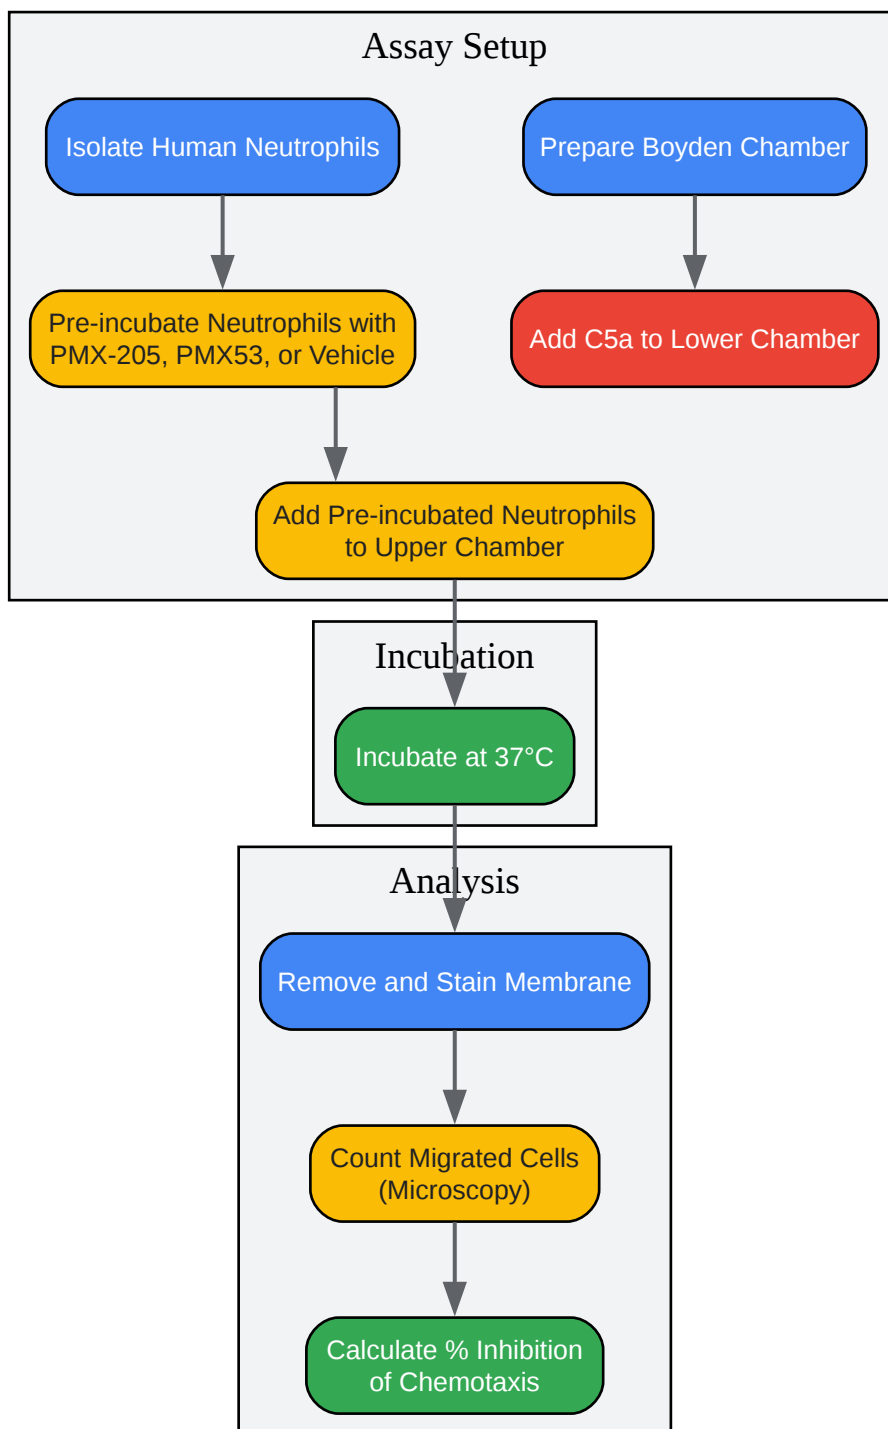 Assay Setup
Isolate Human Neutrophils
Prepare Boyden Chamber
Pre-incubate Neutrophils with
PMX-205, PMX53, or Vehicle
Add C5a to Lower Chamber
Add Pre-incubated Neutrophils
to Upper Chamber
Incubation
Incubate at 37°C
Analysis
Remove and Stain Membrane
Count Migrated Cells
(Microscopy)
Calculate % Inhibition
of Chemotaxis